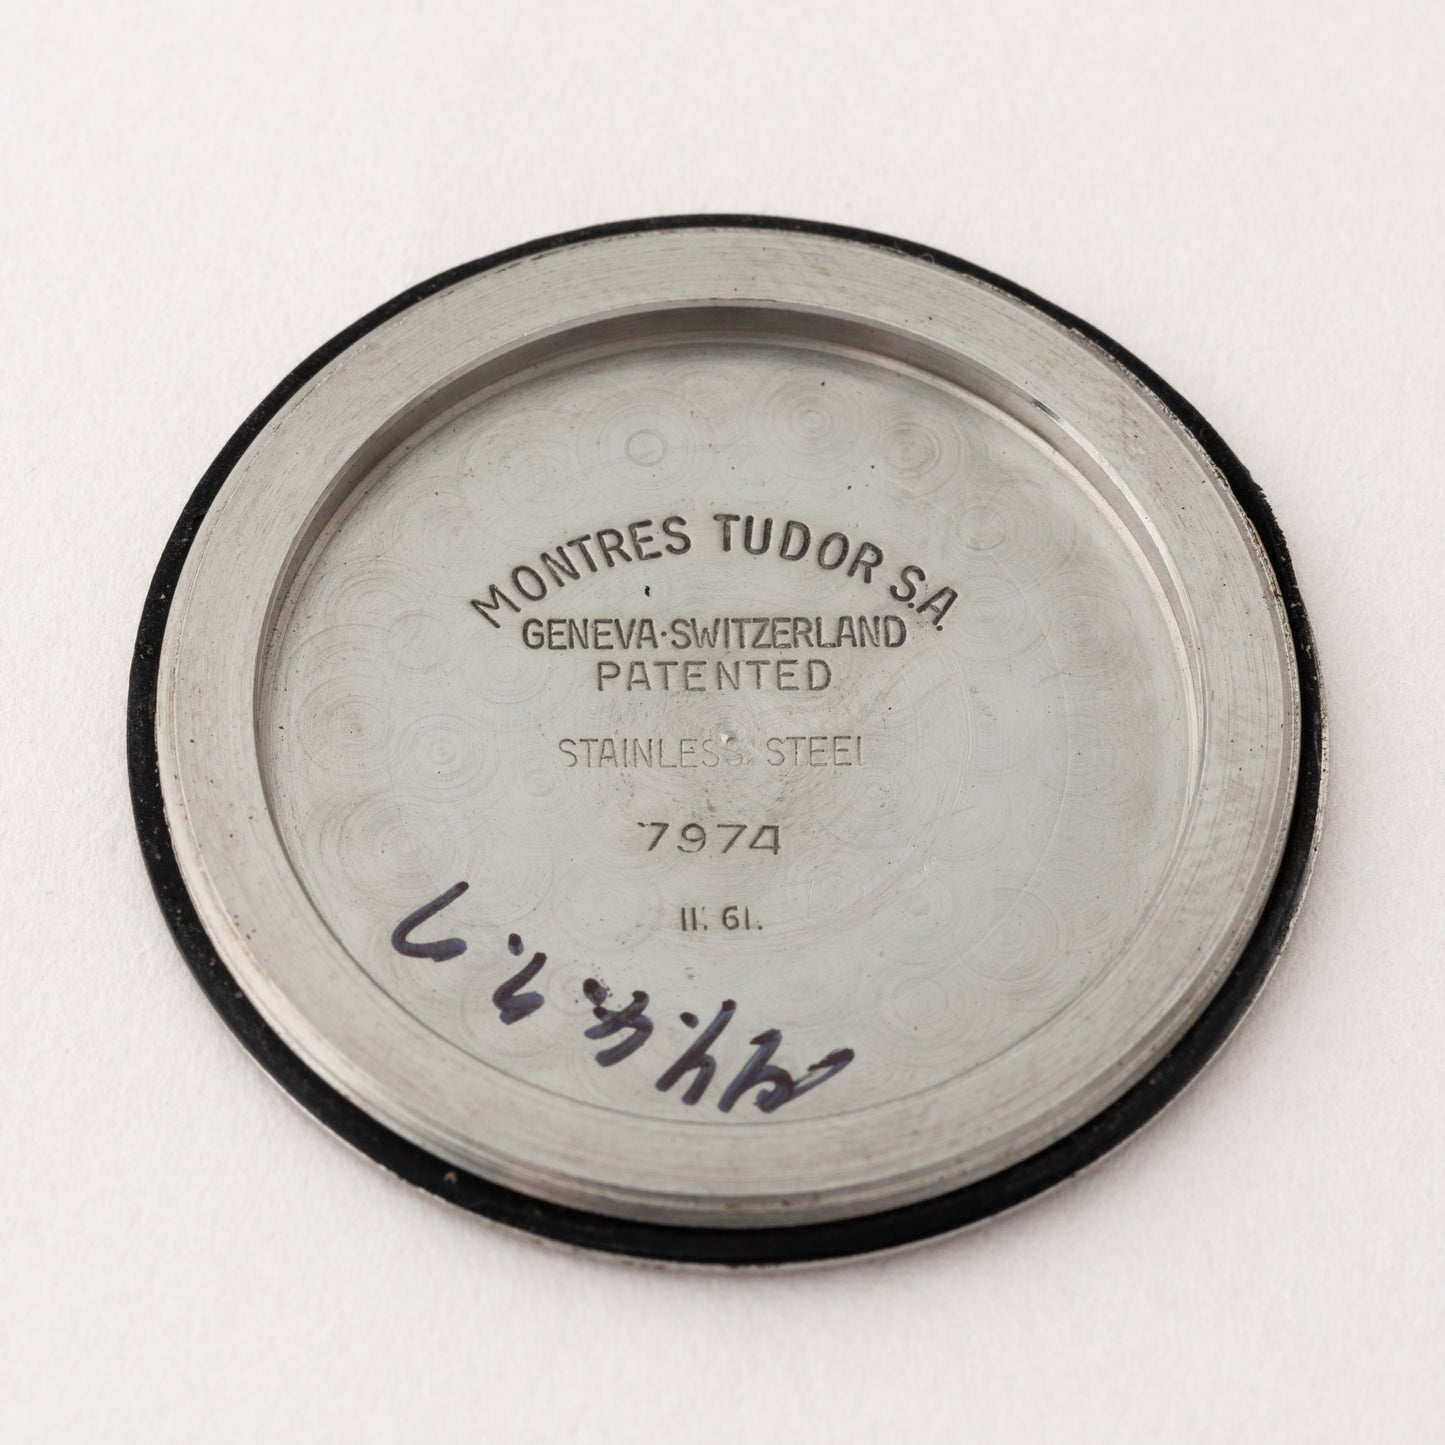 MONTRES TUDOR S.A.
GENEVA·SWITZERLAND
PATENTED
STAINLESS STEEL
7974
II. 61.